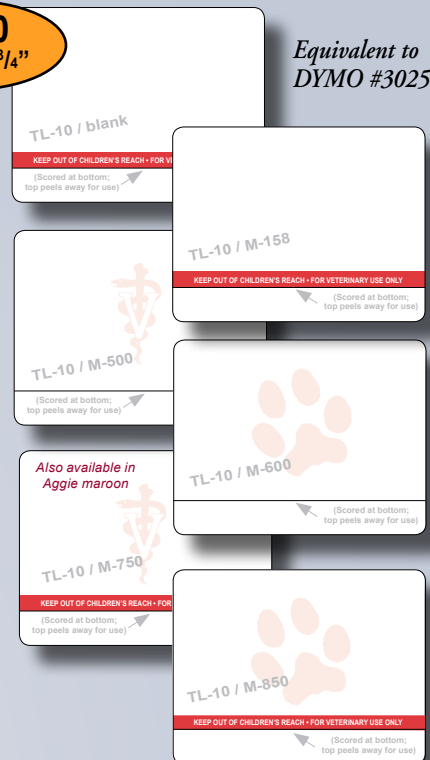 0
3/4”
Equivalent to
DYMO #3025
TL-10 / blank
KEEP OUT OF CHILDREN'S REACH • FOR
(Scored at bottom;
top peels away for use)
TL-10 / M-158
KEEP OUT OF CHILDREN'S REACH • FOR VETERINARY USE ONLY
(Scored at bottom;
top peels away for use)
V
TL-10 / M-500
(Scored at bottom;
top peels away for use)
TL-10 / M-600
(Scored at bottom;
top peels away for use)
Also available in
Aggie maroon
V
TL-10 / M-750
KEEP OUT OF CHILDREN'S REACH • FOR
(Scored at bottom;
top peels away for use)
TL-10 / M-850
KEEP OUT OF CHILDREN'S REACH • FOR VETERINARY USE ONLY
(Scored at bottom;
top peels away for use)